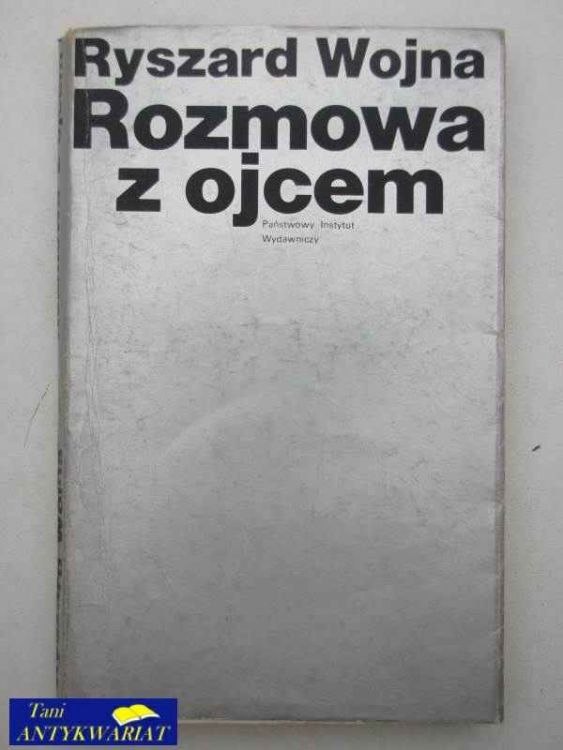 Ryszard Wojna
Rozmowa
z ojcem
Państwowy Instytut
Wydawniczy
Tani
ANTYKWARIAT